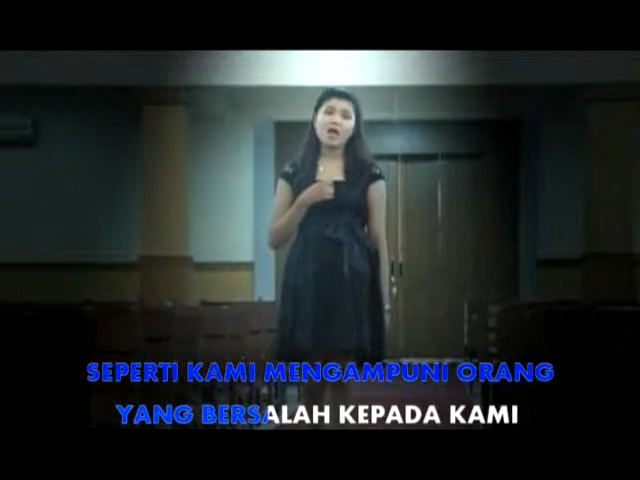 SEPERTI KAMI MENGAMPUNI ORANG
YANG BERSALAH KEPADA KAMI